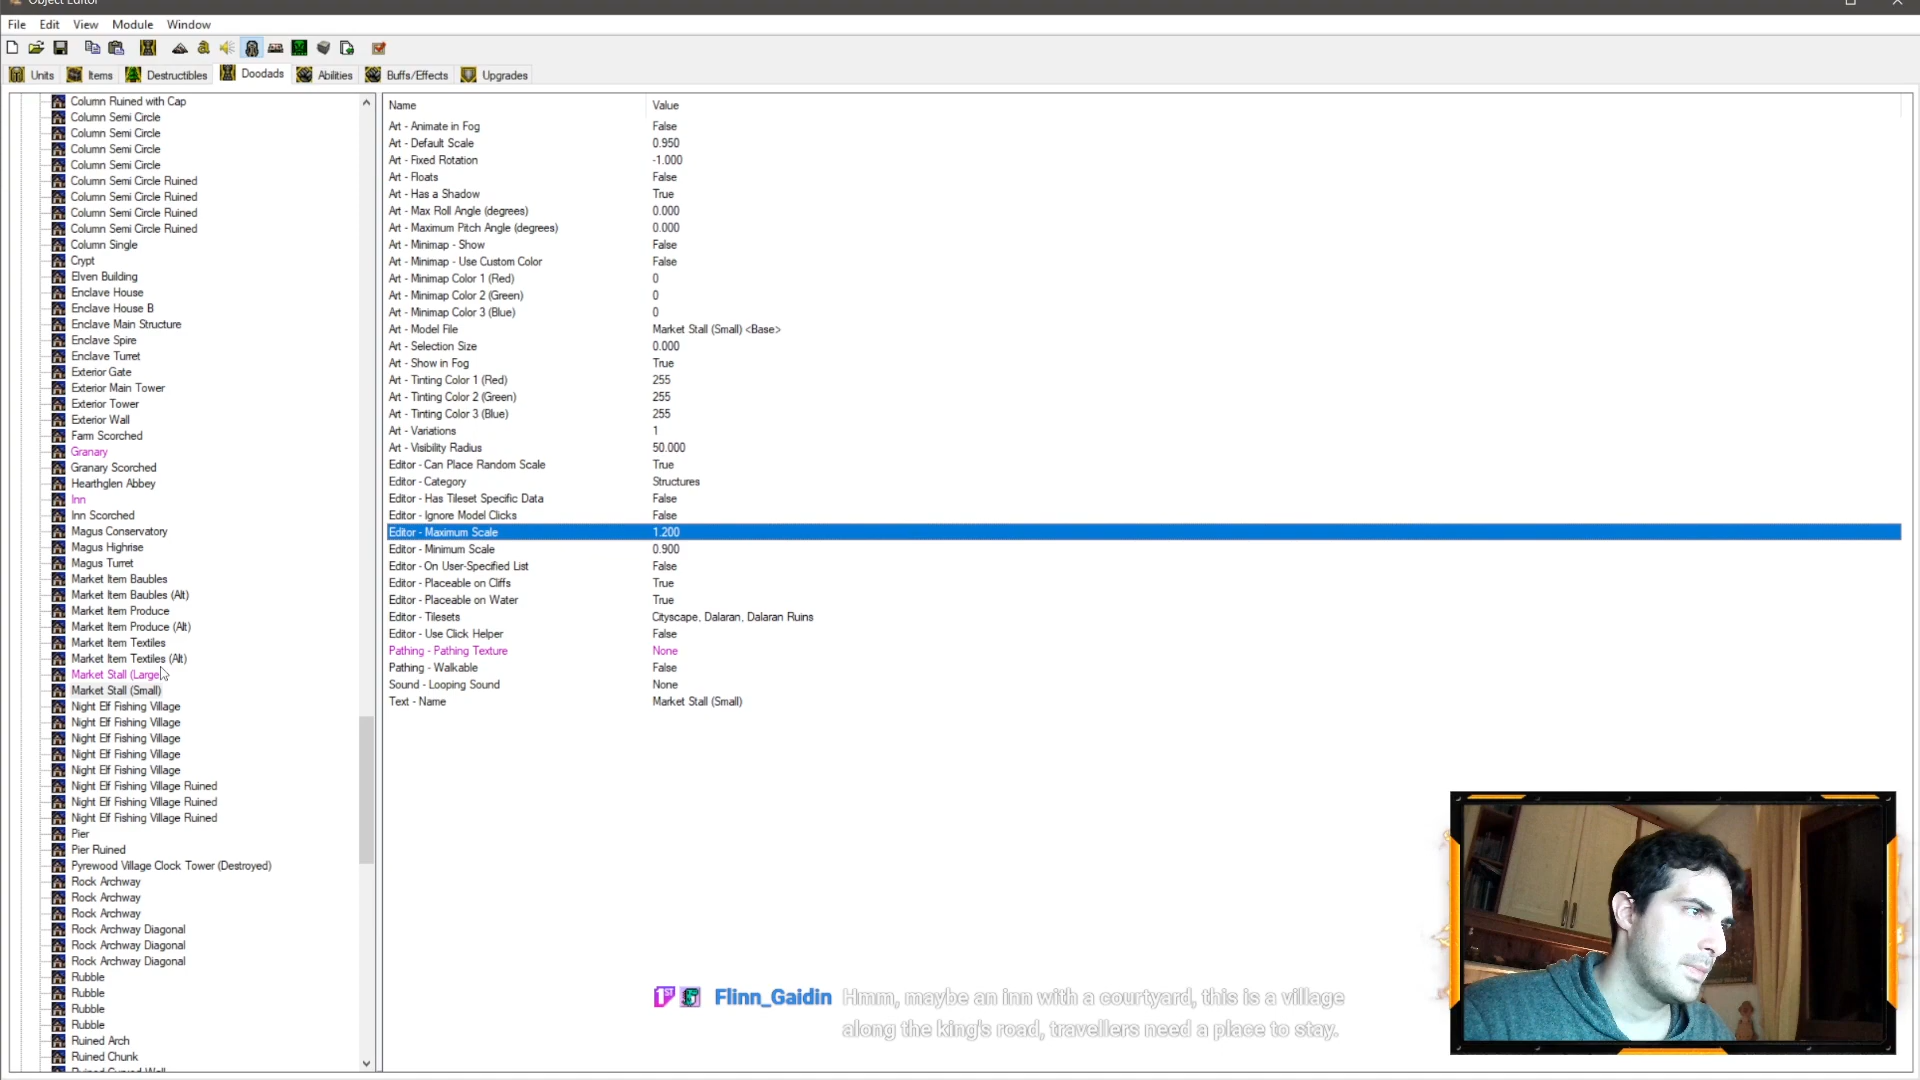 Object Editor
File Edit View Module Window
Units Items Destructibles Doodads Abilities Buffs/Effects Upgrades
Column Ruined with Cap
Column Semi Circle
Column Semi Circle
Column Semi Circle
Column Semi Circle
Column Semi Circle Ruined
Column Semi Circle Ruined
Column Semi Circle Ruined
Column Semi Circle Ruined
Column Single
Crypt
Elven Building
Enclave House
Enclave House B
Enclave Main Structure
Enclave Spire
Enclave Turret
Exterior Gate
Exterior Main Tower
Exterior Tower
Exterior Wall
Farm Scorched
Granary
Granary Scorched
Hearthglen Abbey
Inn
Inn Scorched
Magus Conservatory
Magus Highrise
Magus Turret
Market Item Baubles
Market Item Baubles (Alt)
Market Item Produce
Market Item Produce (Alt)
Market Item Textiles
Market Item Textiles (Alt)
Market Stall (Large)
Market Stall (Small)
Night Elf Fishing Village
Night Elf Fishing Village
Night Elf Fishing Village
Night Elf Fishing Village
Night Elf Fishing Village
Night Elf Fishing Village Ruined
Night Elf Fishing Village Ruined
Night Elf Fishing Village Ruined
Pier
Pier Ruined
Pyrewood Village Clock Tower (Destroyed)
Rock Archway
Rock Archway
Rock Archway
Rock Archway Diagonal
Rock Archway Diagonal
Rock Archway Diagonal
Rubble
Rubble
Rubble
Rubble
Ruined Arch
Ruined Chunk
Ruined Curved Wall
Name Value
Art - Animate in Fog False
Art - Default Scale 0.950
Art - Fixed Rotation -1.000
Art - Floats False
Art - Has a Shadow True
Art - Max Roll Angle (degrees) 0.000
Art - Maximum Pitch Angle (degrees) 0.000
Art - Minimap - Show False
Art - Minimap - Use Custom Color False
Art - Minimap Color 1 (Red) 0
Art - Minimap Color 2 (Green) 0
Art - Minimap Color 3 (Blue) 0
Art - Model File Market Stall (Small) <Base>
Art - Selection Size 0.000
Art - Show in Fog True
Art - Tinting Color 1 (Red) 255
Art - Tinting Color 2 (Green) 255
Art - Tinting Color 3 (Blue) 255
Art - Variations 1
Art - Visibility Radius 50.000
Editor - Can Place Random Scale True
Editor - Category Structures
Editor - Has Tileset Specific Data False
Editor - Ignore Model Clicks False
Editor - Maximum Scale 1.200
Editor - Minimum Scale 0.900
Editor - On User-Specified List False
Editor - Placeable on Cliffs True
Editor - Placeable on Water True
Editor - Tilesets Cityscape, Dalaran, Dalaran Ruins
Editor - Use Click Helper False
Pathing - Pathing Texture None
Pathing - Walkable False
Sound - Looping Sound None
Text - Name Market Stall (Small)
1ST Flinn_Gaidin Hmm, maybe an inn with a courtyard, this is a village
along the king's road, travellers need a place to stay.